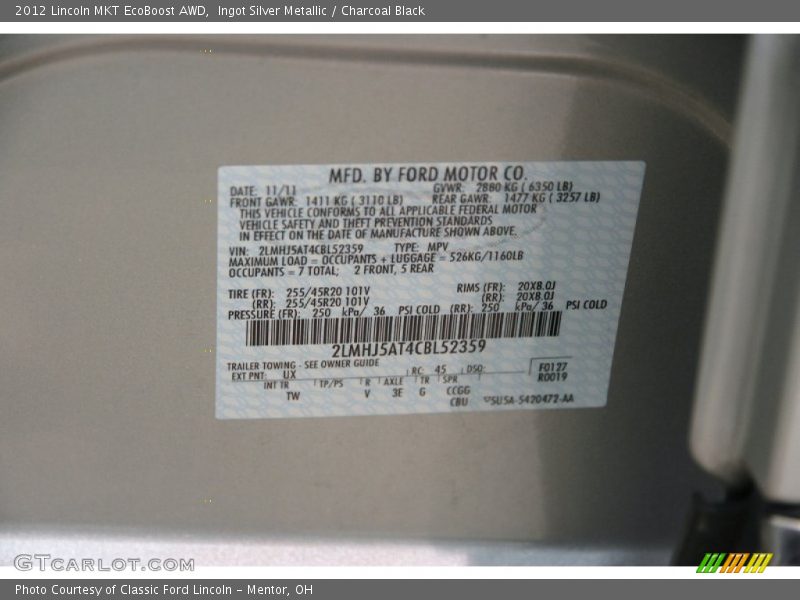 2012 Lincoln MKT EcoBoost AWD, Ingot Silver Metallic / Charcoal Black
MFD. BY FORD MOTOR CO.
DATE: 11/11 GVWR: 2880 KG ( 6350 LB)
FRONT GAWR: 1411 KG ( 3110 LB) REAR GAWR: 1477 KG ( 3257 LB)
THIS VEHICLE CONFORMS TO ALL APPLICABLE FEDERAL MOTOR
VEHICLE SAFETY AND THEFT PREVENTION STANDARDS
IN EFFECT ON THE DATE OF MANUFACTURE SHOWN ABOVE.
VIN: 2LMHJ5AT4CBL52359 TYPE: MPV
MAXIMUM LOAD = OCCUPANTS + LUGGAGE = 526KG/1160LB
OCCUPANTS = 7 TOTAL; 2 FRONT, 5 REAR
TIRE (FR): 255/45R20 101V RIMS (FR): 20X8.0J
(RR): 255/45R20 101V (RR): 20X8.0J
PRESSURE (FR): 250 kPa/ 36 PSI COLD (RR): 250 kPa/ 36 PSI COLD
2LMHJ5AT4CBL52359
TRAILER TOWING - SEE OWNER GUIDE
EXT PNT: UX RC: 45 DSO: F0127
R0019
INT TR TP/PS R AXLE TR SPR
TW V 3E G CCGG
CBU 5U5A-5420472-AA
GTCARLOT.COM
Photo Courtesy of Classic Ford Lincoln - Mentor, OH